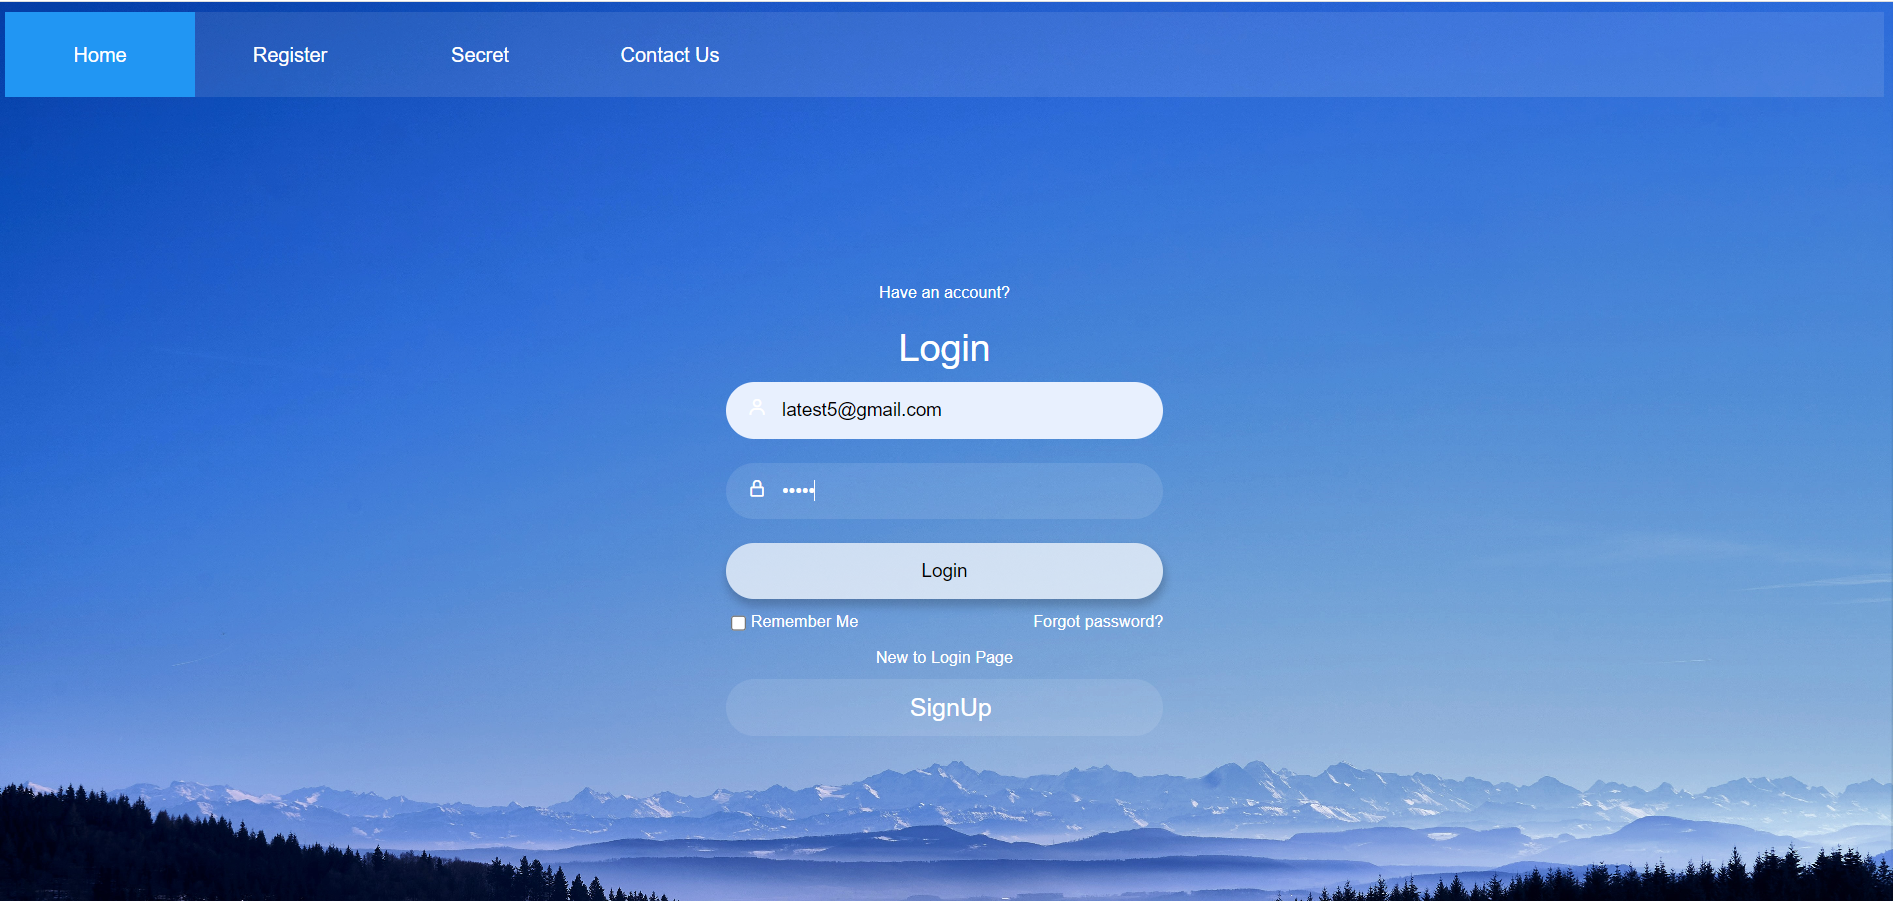 Home Register Secret Contact Us
Have an account?
Login
latest5@gmail.com
•••••
Login
Remember Me Forgot password?
New to Login Page
SignUp